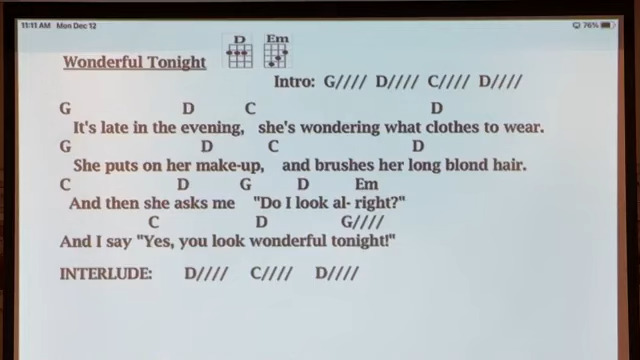 11:11 AM Mon Dec 12 76%
D Em
Wonderful Tonight
Intro: G//// D//// C//// D////
G D C D
It's late in the evening, she's wondering what clothes to wear.
G D C D
She puts on her make-up, and brushes her long blond hair.
C D G D Em
And then she asks me "Do I look al- right?"
C D G////
And I say "Yes, you look wonderful tonight!"
INTERLUDE: D//// C//// D////